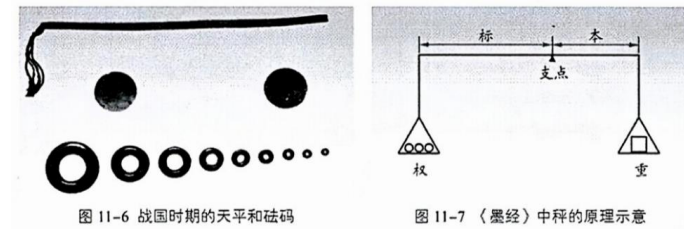 标 本
支点
权 重
图 11-6 战国时期的天平和砝码
图 11-7 《墨经》中秤的原理示意